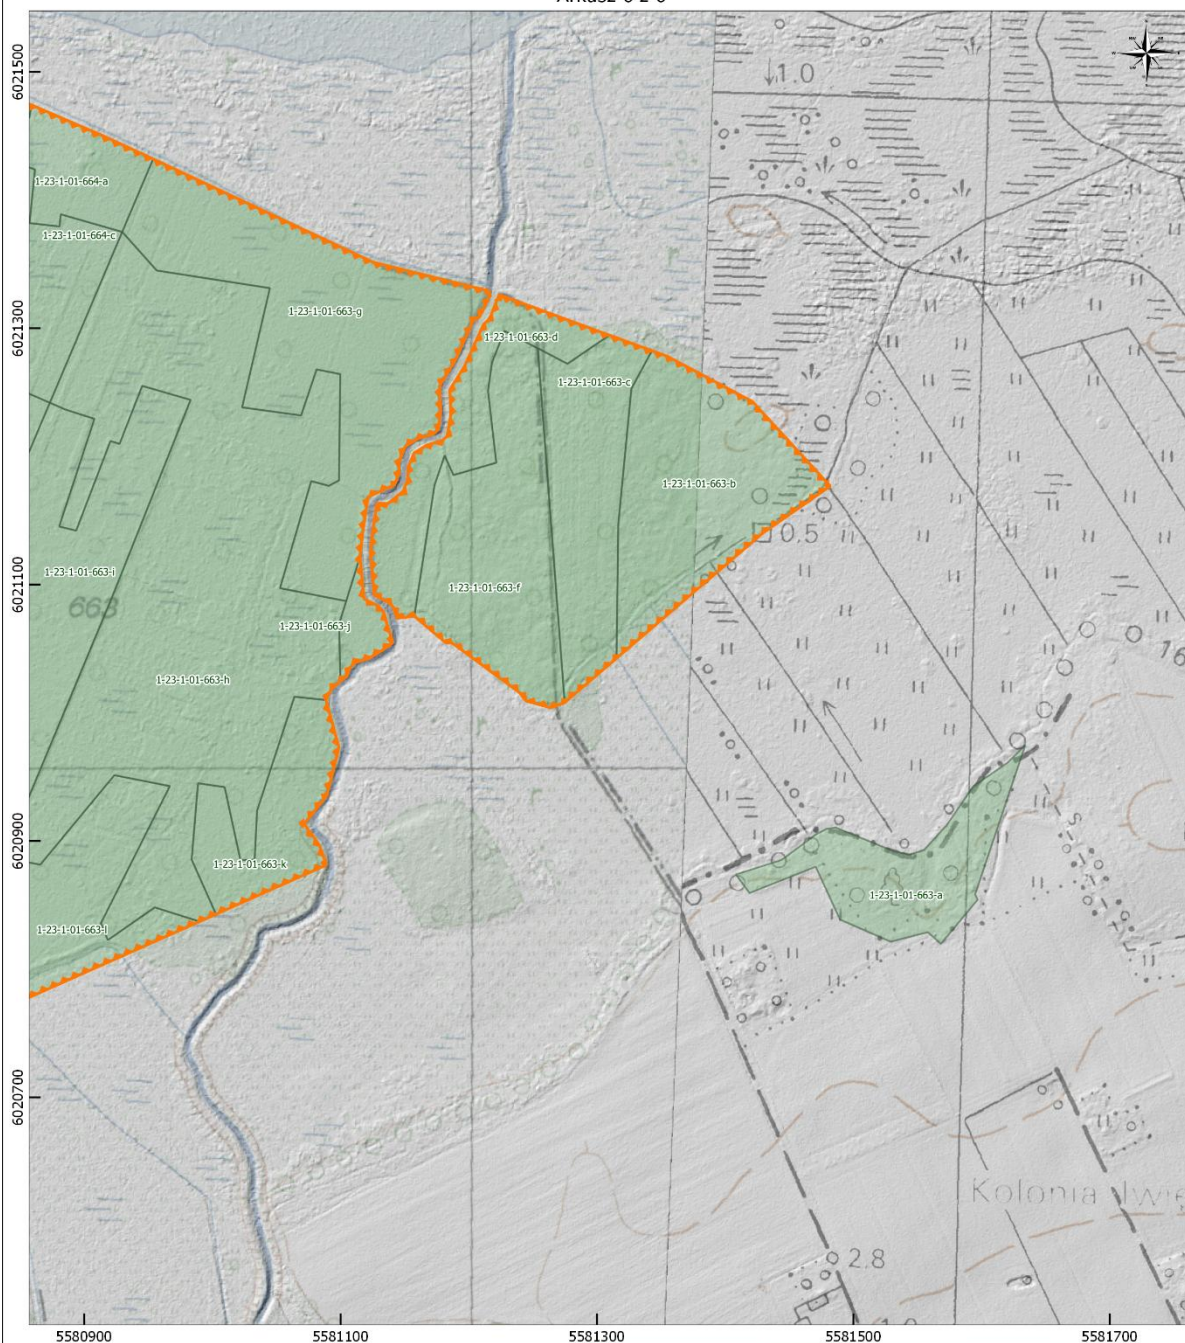 6021500
↓1.0
1-23-1-01-664-a
1-23-1-01-664-c
1-23-1-01-663-g
6021300
1-23-1-01-663-d
1-23-1-01-663-c
1-23-1-01-663-b
0.5
1-23-1-01-663-i
1-23-1-01-663-f
6021100
663
1-23-1-01-663-j
16
1-23-1-01-663-h
6020900
1-23-1-01-663-k
1-23-1-01-663-a
1-23-1-01-663-l
6020700
Kolonia Iwię
2.8
5580900
5581100
5581300
5581500
5581700